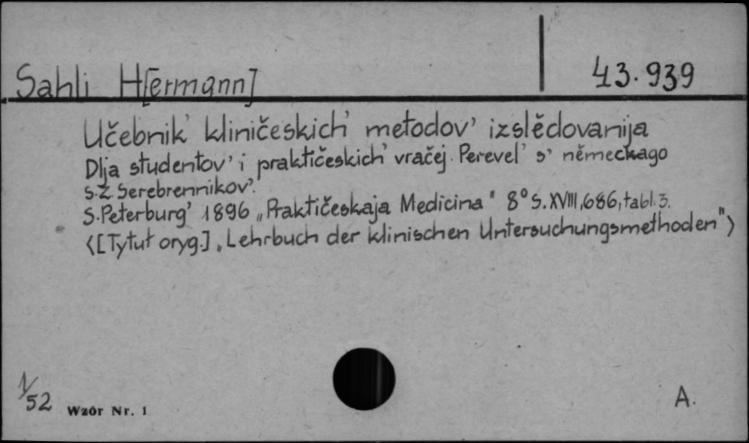 Sahli H[ermann]
43.939
Učebnik' kliničeskich' metodov' izslědovanija
Dlja studentov' i praktičeskich' vračej. Perevel' s' německago
S.Z. Serebrennikov'.
S.Peterburg' 1896 „Praktičeskaja Medicina" 8° S.XVIII,686,tabl.3.
<[Tytuł oryg.] „Lehrbuch der klinischen Untersuchungsmethoden">
1/52 Wzór Nr. 1
A.